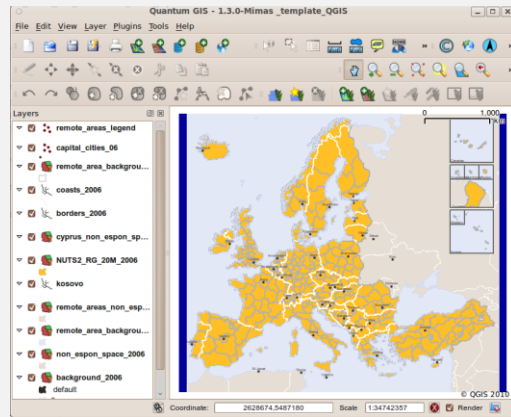 Quantum GIS - 1.3.0-Mimas _template_QGIS
File Edit View Layer Plugins Tools Help
Layers
remote_areas_legend
capital_cities_06
remote_area_backgrou...
coasts_2006
borders_2006
cyprus_non_espon_sp...
NUTS2_RG_20M_2006
kosovo
remote_areas_non_esp...
remote_area_backgrou...
non_espon_space_2006
background_2006
default
0 1,000
© QGIS 2010
Coordinate: 2628674,5487180 Scale 1:34742357 Render